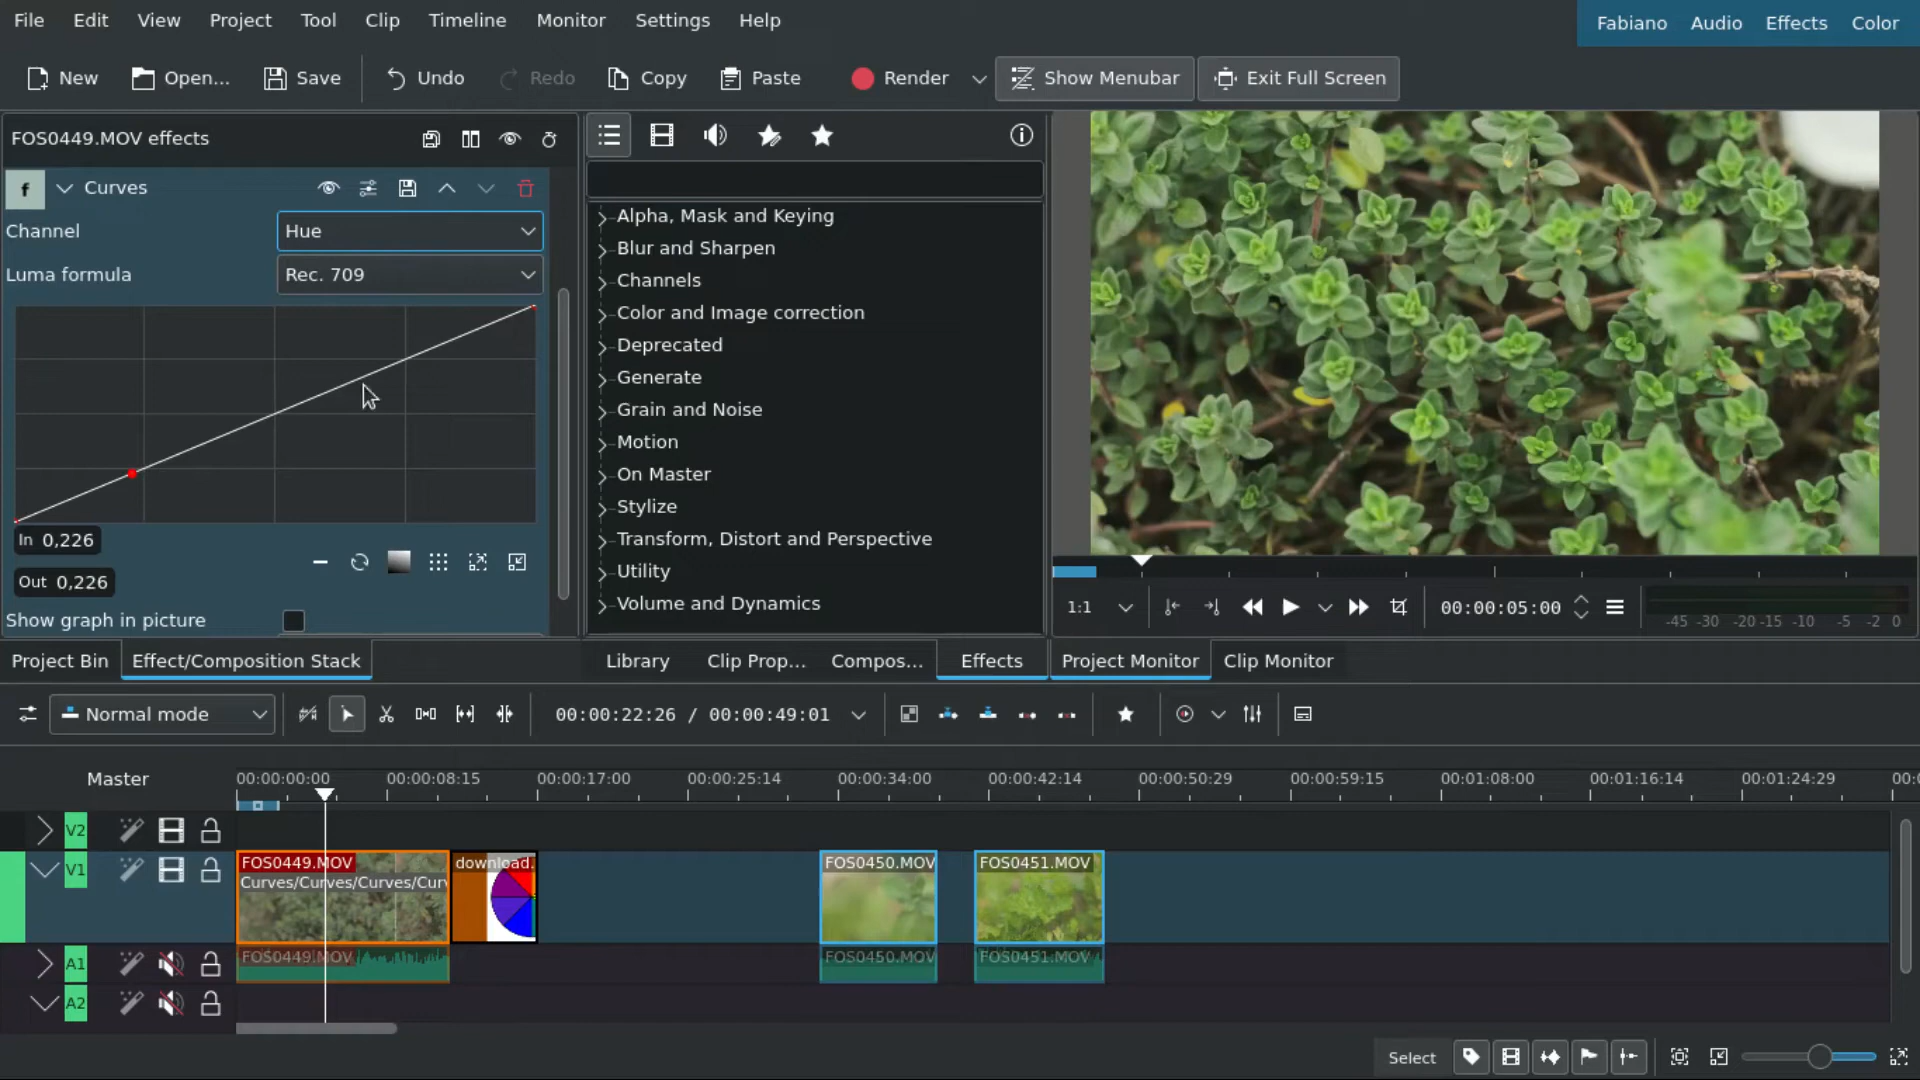 File Edit View Project Tool Clip Timeline Monitor Settings Help
Fabiano Audio Effects Color
New Open... Save Undo Redo Copy Paste Render Show Menubar Exit Full Screen
FOS0449.MOV effects
f Curves
Channel Hue
Luma formula Rec. 709
In 0,226
Out 0,226
Show graph in picture
Alpha, Mask and Keying
Blur and Sharpen
Channels
Color and Image correction
Deprecated
Generate
Grain and Noise
Motion
On Master
Stylize
Transform, Distort and Perspective
Utility
Volume and Dynamics
1:1 00:00:05:00 -45 -30 -20 -15 -10 -5 -2 0
Project Bin Effect/Composition Stack Library Clip Prop... Compos... Effects Project Monitor Clip Monitor
Normal mode 00:00:22:26 / 00:00:49:01
Master 00:00:00:00 00:00:08:15 00:00:17:00 00:00:25:14 00:00:34:00 00:00:42:14 00:00:50:29 00:00:59:15 00:01:08:00 00:01:16:14 00:01:24:29 00:0
V2
V1 FOS0449.MOV download. FOS0450.MOV FOS0451.MOV
Curves/Curves/Curves/Cur
A1 FOS0449.MOV FOS0450.MOV FOS0451.MOV
A2
Select